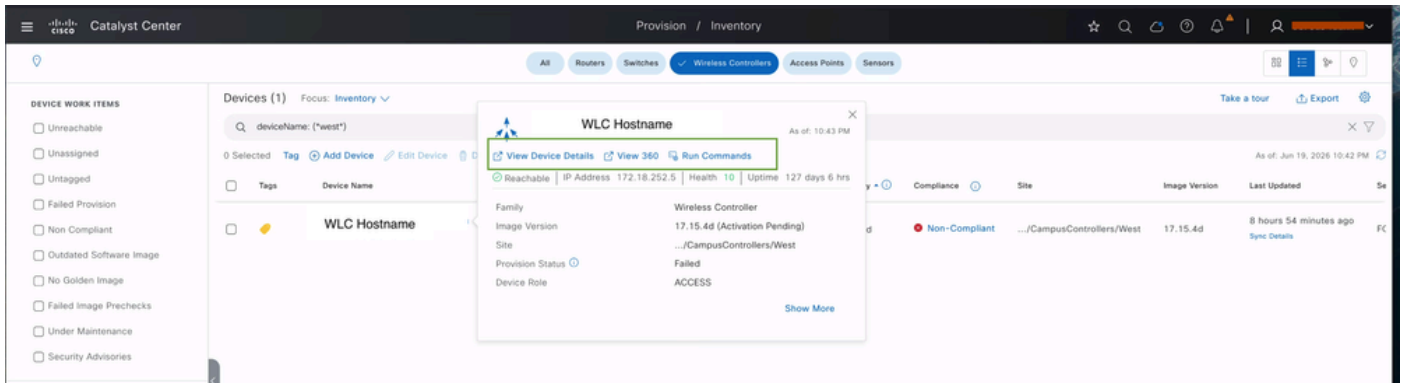 cisco Catalyst Center
Provision / Inventory
All Routers Switches Wireless Controllers Access Points Sensors
DEVICE WORK ITEMS
Unreachable
Unassigned
Untagged
Failed Provision
Non Compliant
Outdated Software Image
No Golden Image
Failed Image Prechecks
Under Maintenance
Security Advisories
Devices (1) Focus: Inventory
Take a tour Export
deviceName: (*west*)
0 Selected Tag Add Device Edit Device
As of: Jun 19, 2026 10:42 PM
Tags Device Name Compliance Site Image Version Last Updated
WLC Hostname Non-Compliant .../CampusControllers/West 17.15.4d 8 hours 54 minutes ago
Sync Details
WLC Hostname
As of: 10:43 PM
View Device Details View 360 Run Commands
Reachable IP Address 172.18.252.5 Health 10 Uptime 127 days 6 hrs
Family Wireless Controller
Image Version 17.15.4d (Activation Pending)
Site .../CampusControllers/West
Provision Status Failed
Device Role ACCESS
Show More